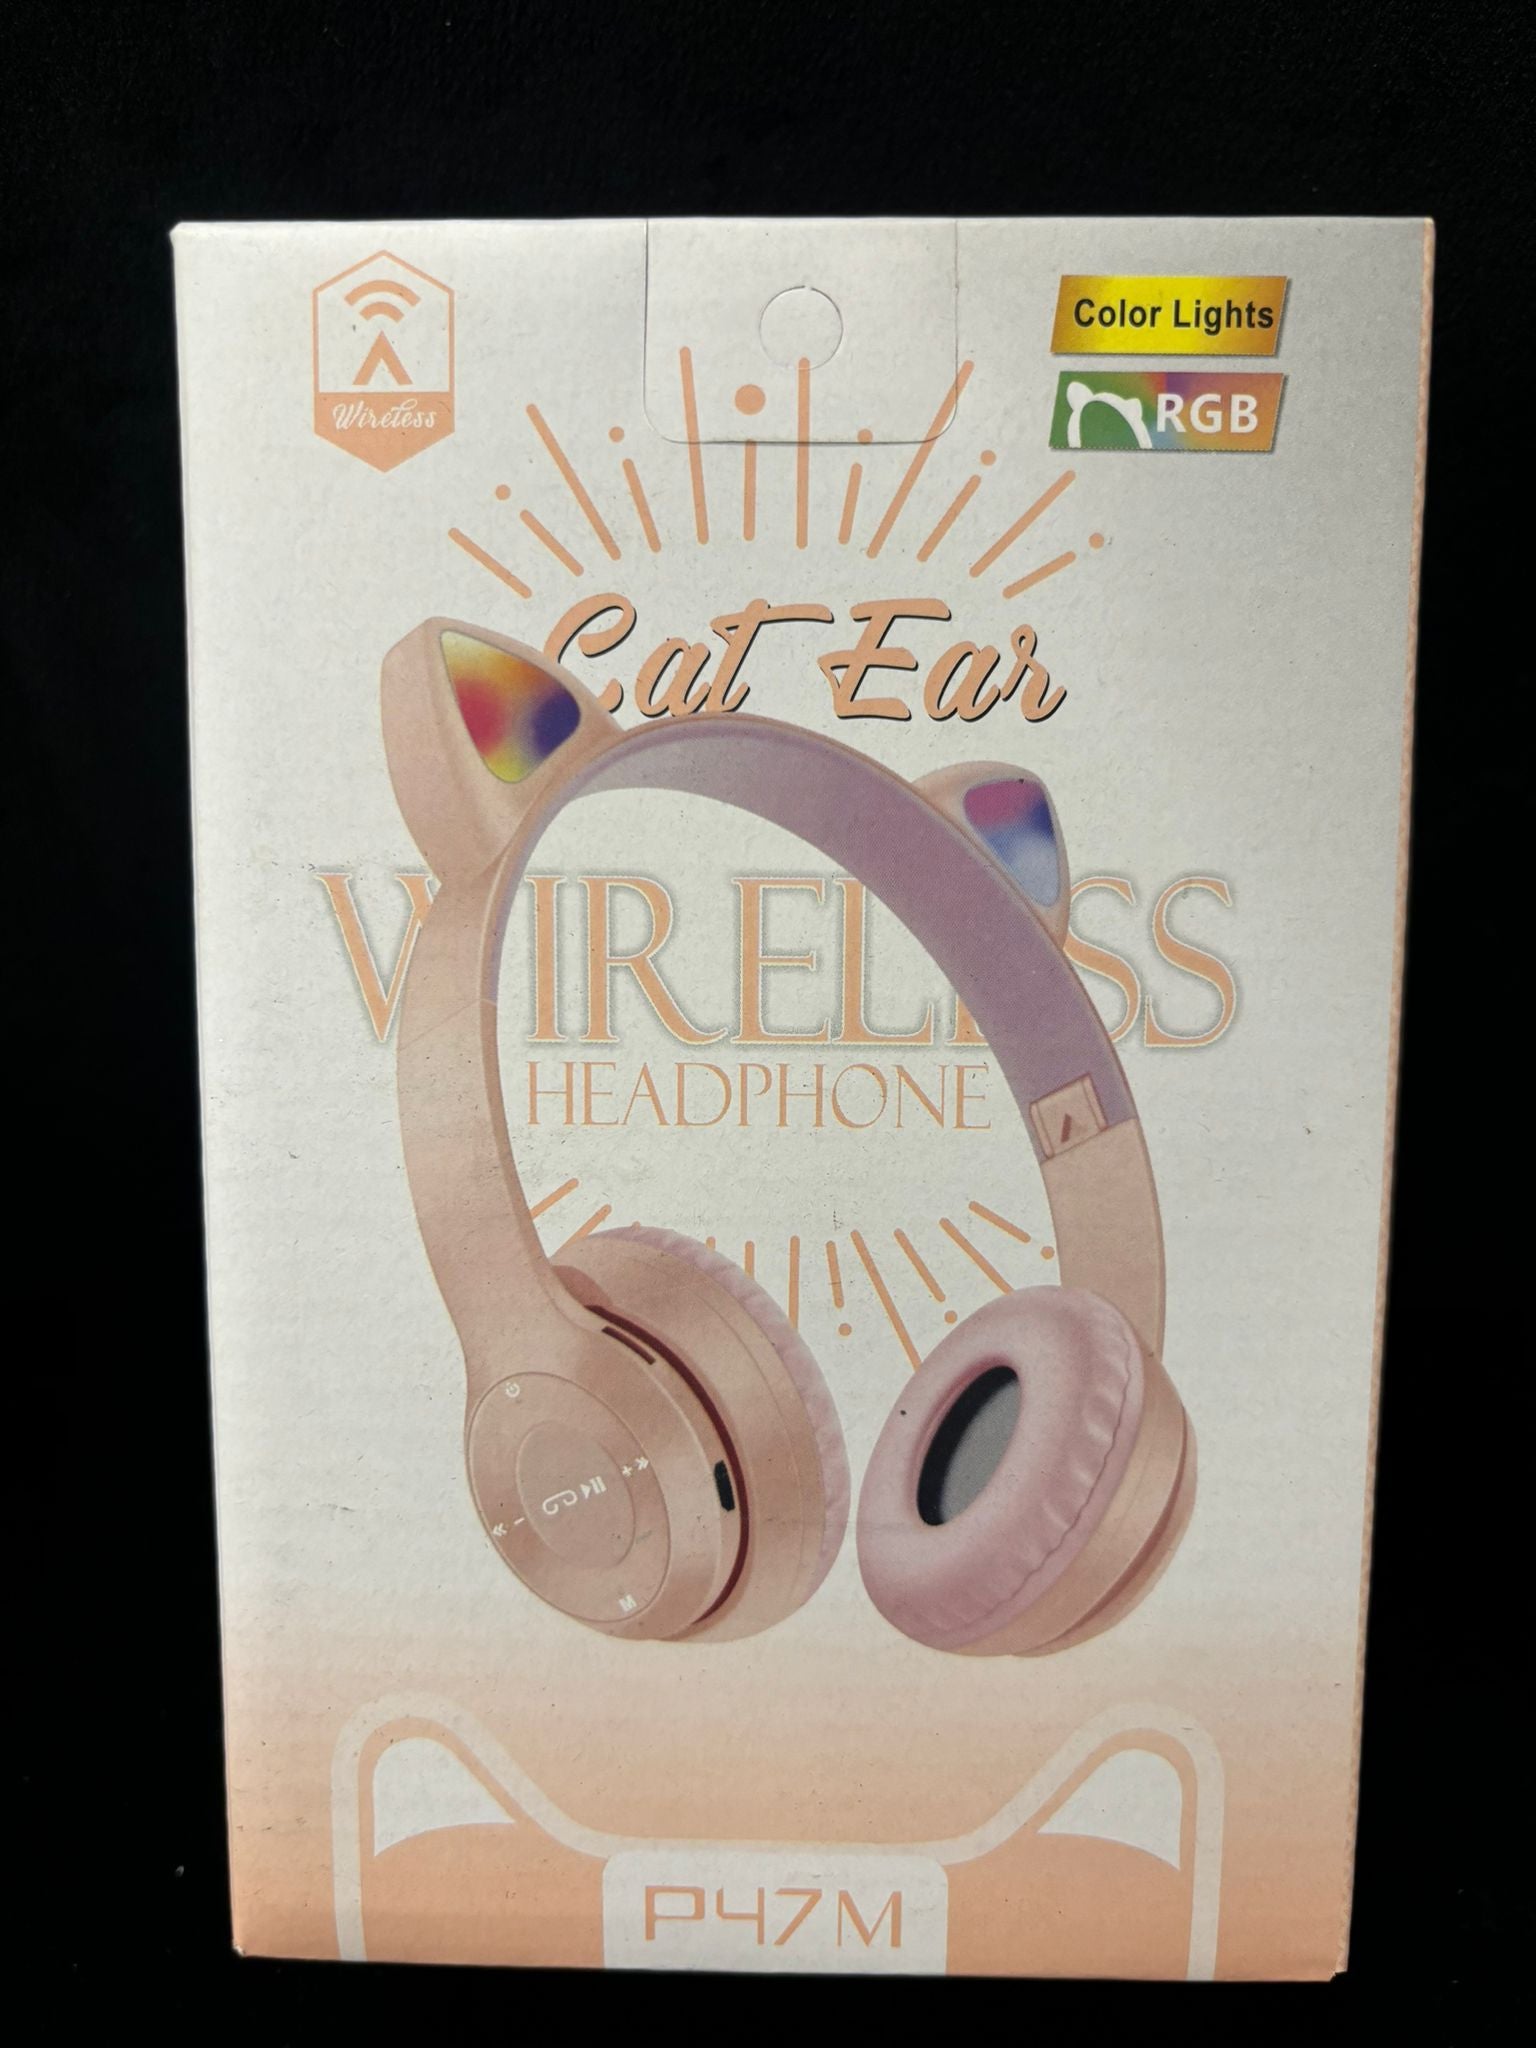 Wireless
Color Lights
RGB
Cat Ear
WIRELESS
HEADPHONE
M
P47M